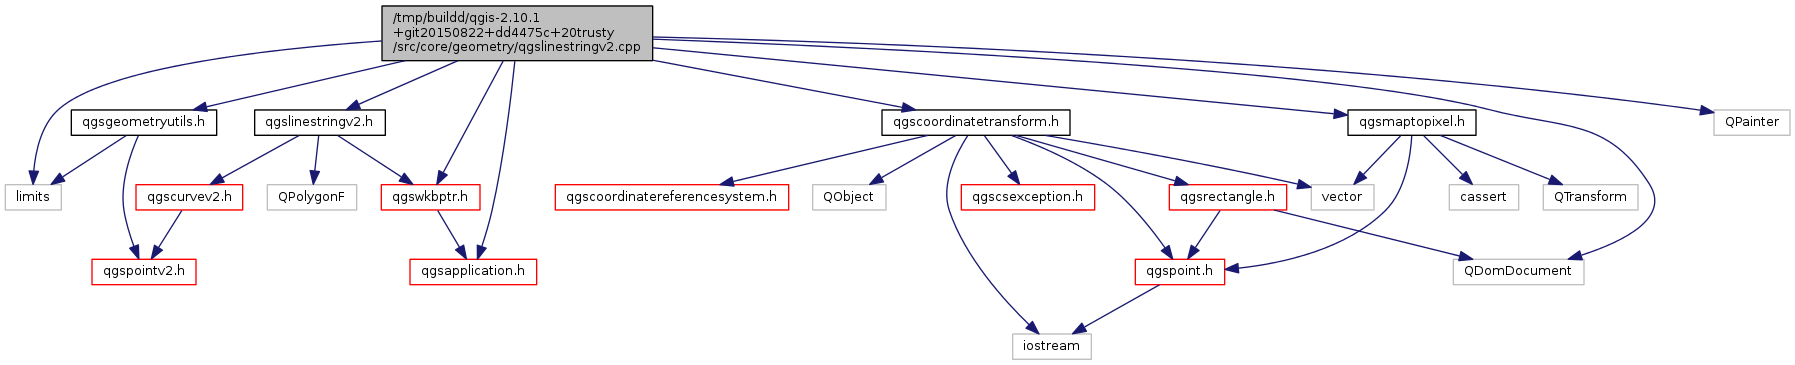 /tmp/buildd/qgis-2.10.1
+git20150822+dd4475c+20trusty
/src/core/geometry/qgslinestringv2.cpp
qgsgeometryutils.h
qgslinestringv2.h
qgscoordinatetransform.h
qgsmaptopixel.h
QPainter
limits
qgscurvev2.h
QPolygonF
qgswkbptr.h
qgscoordinatereferencesystem.h
QObject
qgscsexception.h
qgsrectangle.h
vector
cassert
QTransform
qgspointv2.h
qgsapplication.h
qgspoint.h
QDomDocument
iostream